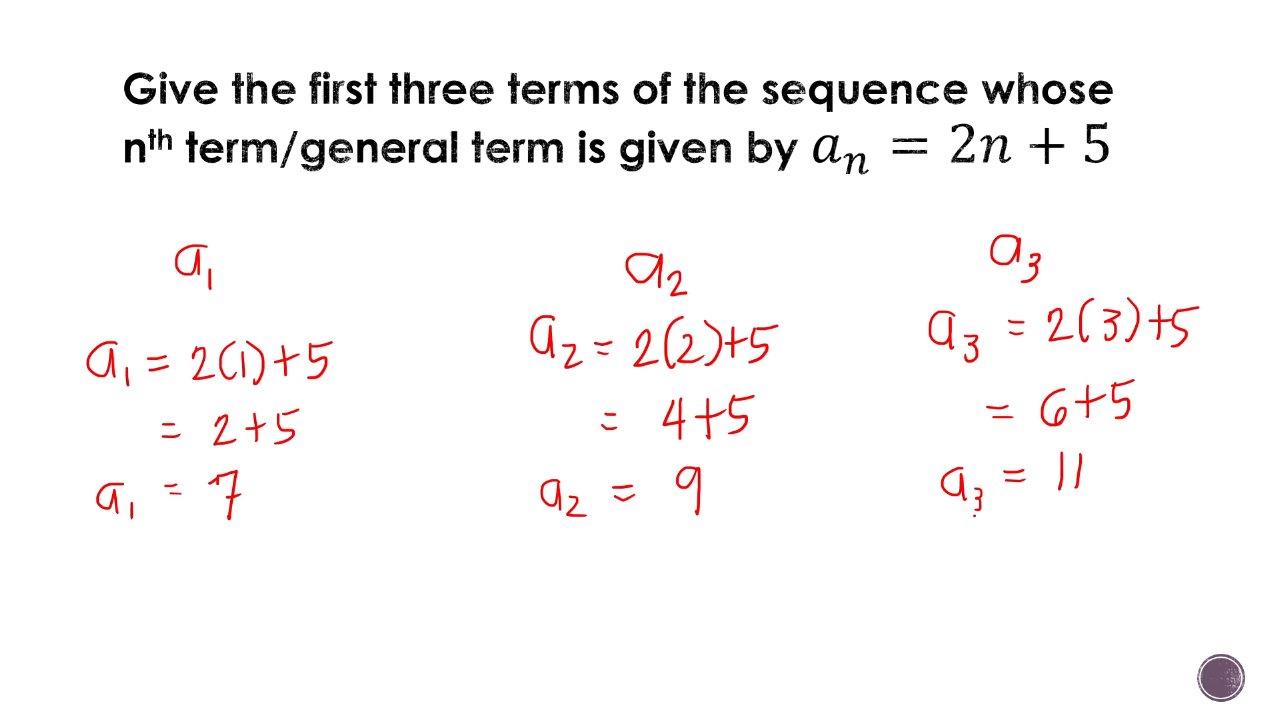 Give the first three terms of the sequence whose
nᵗʰ term/general term is given by aₙ = 2n + 5
a₁
a₁ = 2(1)+5
= 2+5
a₁ = 7
a₂
a₂ = 2(2)+5
= 4+5
a₂ = 9
a₃
a₃ = 2(3)+5
= 6+5
a₃ = 11